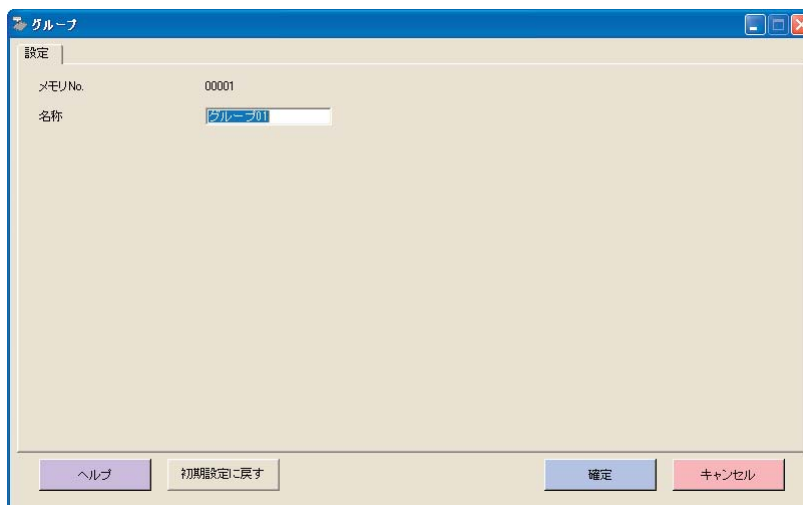 グループ
設定
メモリNo. 00001
名称 グループ01
ヘルプ 初期設定に戻す 確定 キャンセル